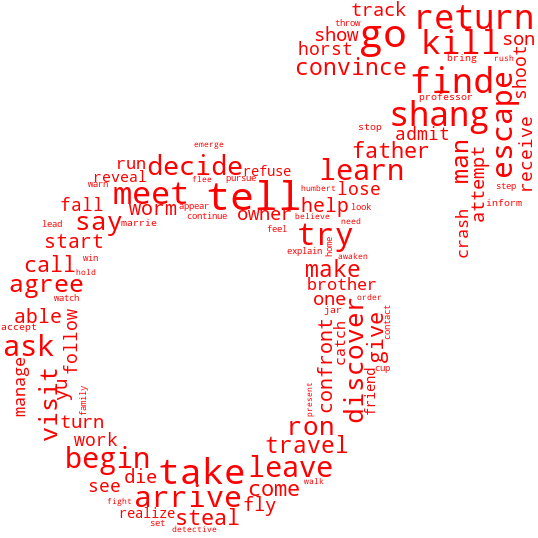 throw
track
return
show
go
kill
son
horst
bring
rush
convince
finde
shoot
professor
shang
escape
stop
admit
emerge
father
man
attempt
receive
run
decide
refuse
learn
reveal
flee
pursue
warn
meet
tell
humbert
lose
step
fall
worm
appear
owner
help
look
inform
say
marrie
continue
believe
need
lead
feel
try
crash
start
win
explain
home
awaken
call
hold
make
agree
brother
watch
one
order
able
jar
discover
give
contact
accept
follow
confront
catch
ask
visit
yu
cup
manage
family
friend
present
turn
ron
work
travel
begin
take
leave
die
walk
see
arrive
come
fight
fly
realize
steal
set
detective